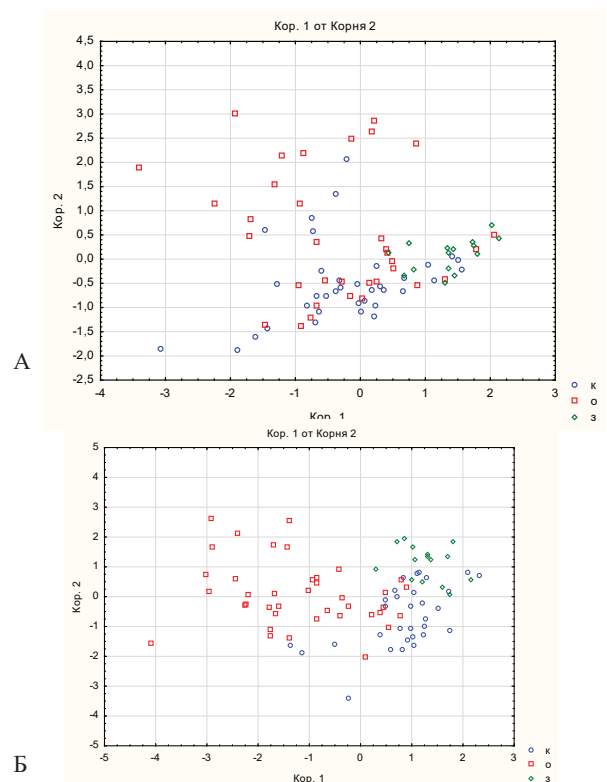 Кор. 1 от Корня 2
4,5
4,0
3,5
3,0
2,5
2,0
1,5
1,0
0,5
0,0
-0,5
-1,0
-1,5
-2,0
-2,5
Кор. 2
А
-4 -3 -2 -1 0 1 2 3
Кор. 1
к
о
з
Кор. 1 от Корня 2
5
4
3
2
1
0
-1
-2
-3
-4
-5
Кор. 2
Б
-5 -4 -3 -2 -1 0 1 2 3
Кор. 1
к
о
з